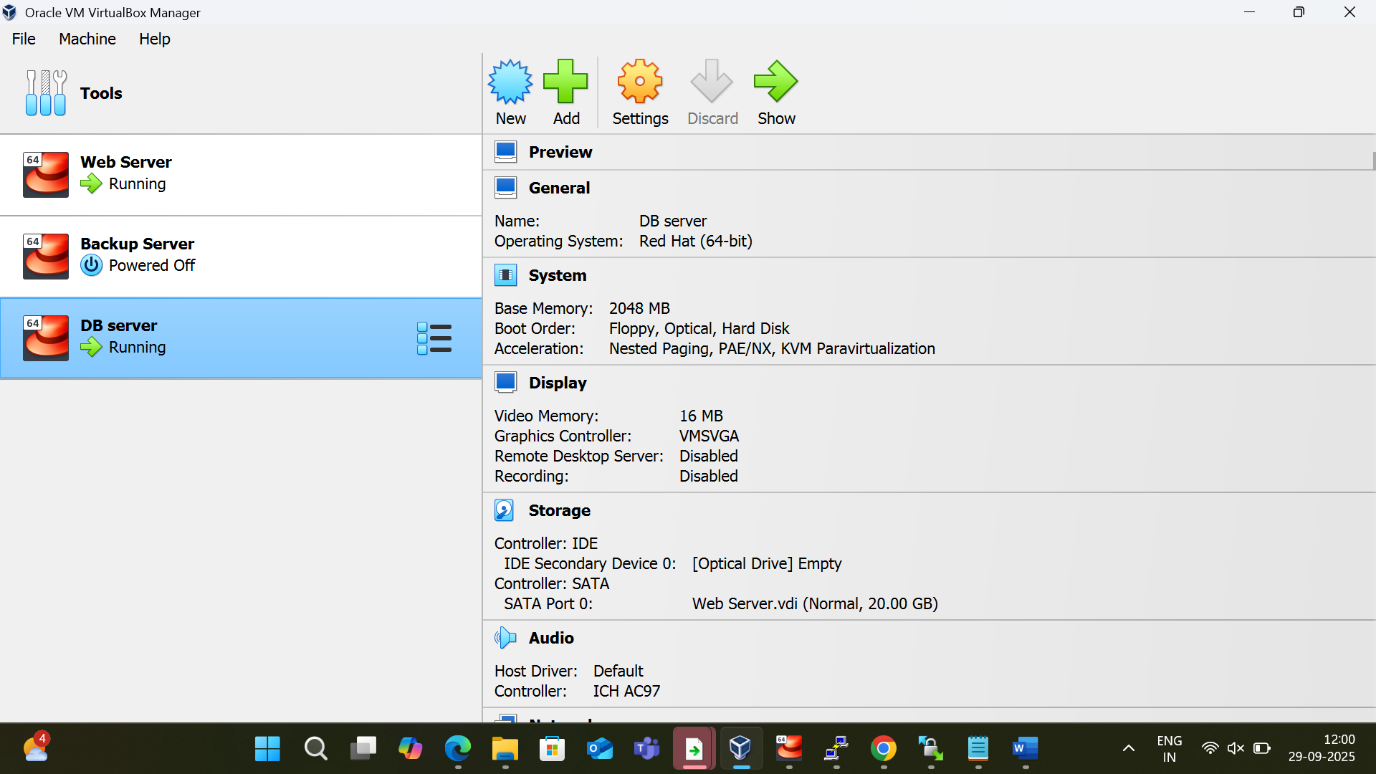 Oracle VM VirtualBox Manager
File Machine Help
Tools
New Add Settings Discard Show
64
Web Server
Running
64
Backup Server
Powered Off
64
DB server
Running
Preview
General
Name: DB server
Operating System: Red Hat (64-bit)
System
Base Memory: 2048 MB
Boot Order: Floppy, Optical, Hard Disk
Acceleration: Nested Paging, PAE/NX, KVM Paravirtualization
Display
Video Memory: 16 MB
Graphics Controller: VMSVGA
Remote Desktop Server: Disabled
Recording: Disabled
Storage
Controller: IDE
IDE Secondary Device 0: [Optical Drive] Empty
Controller: SATA
SATA Port 0: Web Server.vdi (Normal, 20.00 GB)
Audio
Host Driver: Default
Controller: ICH AC97
4
64
ENG
IN
12:00
29-09-2025